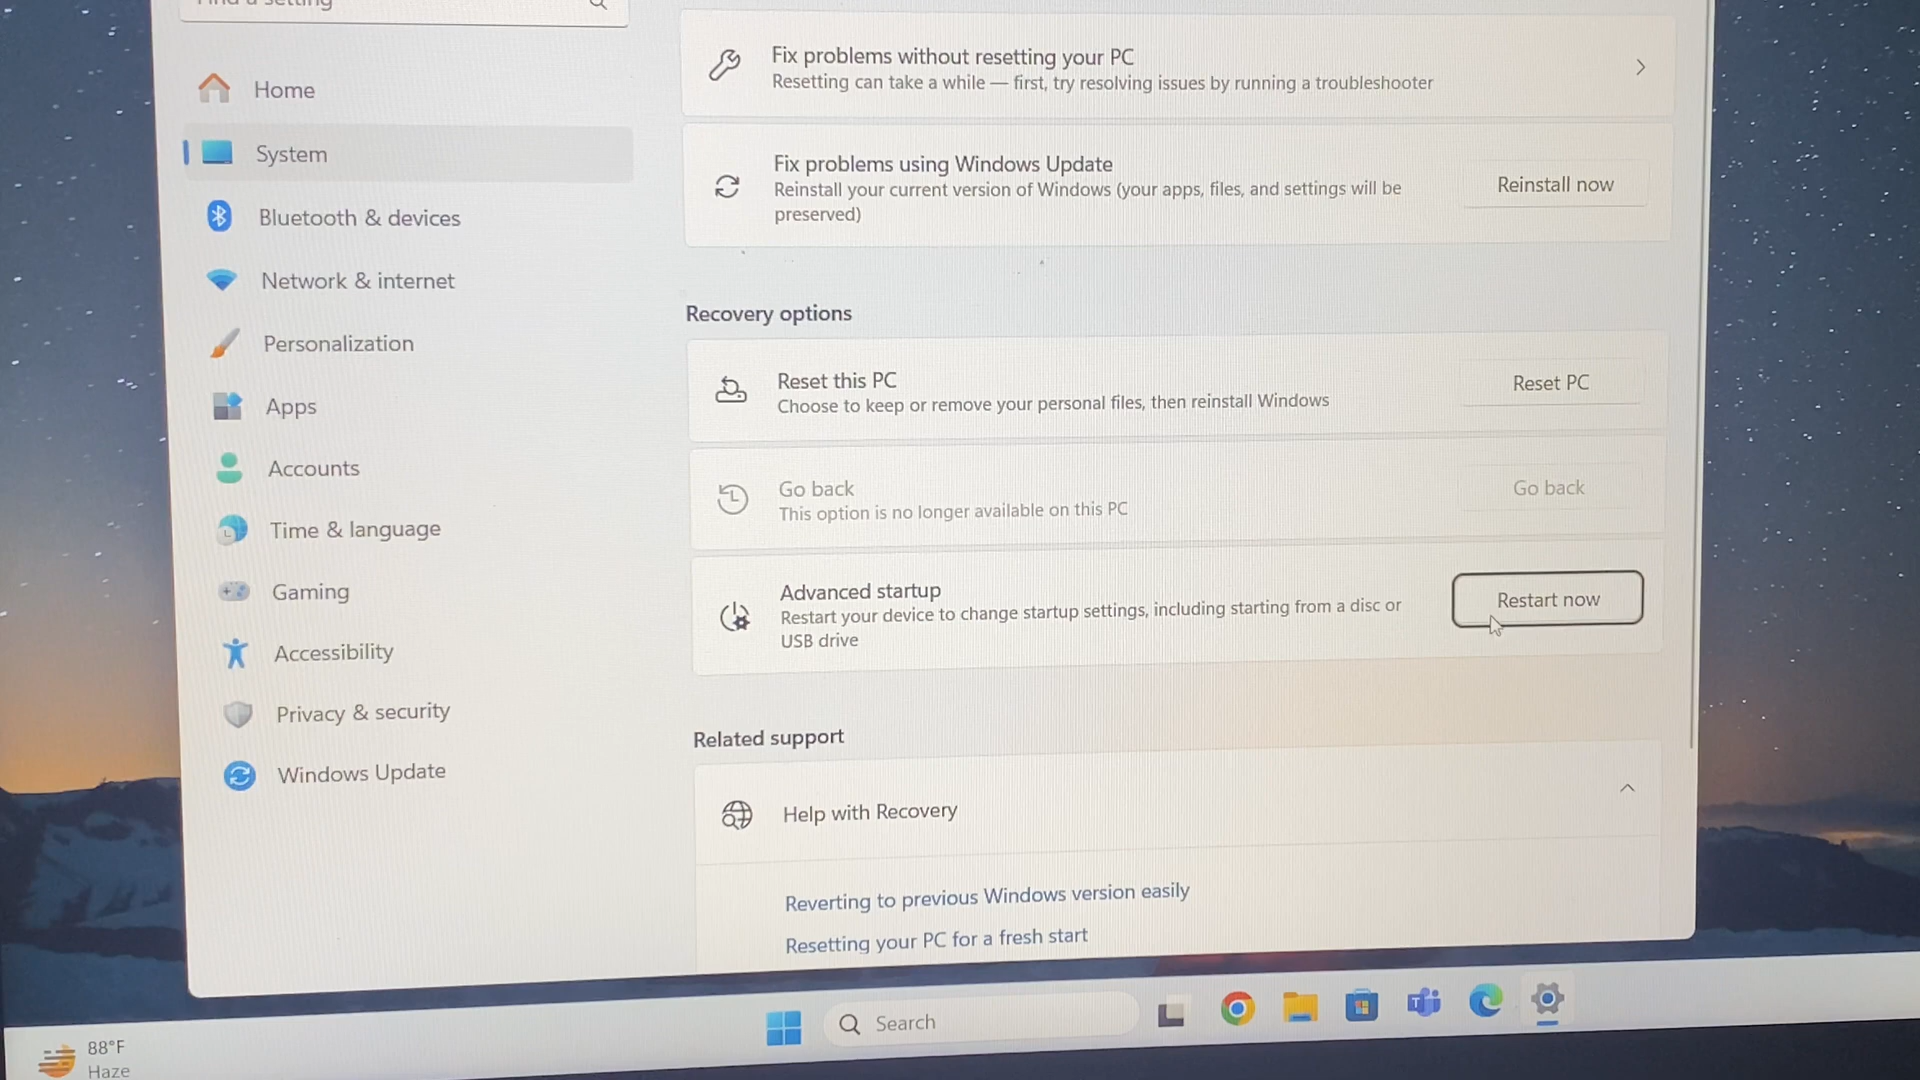 Find a setting
Home
System
Bluetooth & devices
Network & internet
Personalization
Apps
Accounts
Time & language
Gaming
Accessibility
Privacy & security
Windows Update
Fix problems without resetting your PC
Resetting can take a while — first, try resolving issues by running a troubleshooter
Fix problems using Windows Update
Reinstall your current version of Windows (your apps, files, and settings will be
preserved)
Reinstall now
Recovery options
Reset this PC
Choose to keep or remove your personal files, then reinstall Windows
Reset PC
Go back
This option is no longer available on this PC
Go back
Advanced startup
Restart your device to change startup settings, including starting from a disc or
USB drive
Restart now
Related support
Help with Recovery
Reverting to previous Windows version easily
Resetting your PC for a fresh start
88°F
Haze
Search